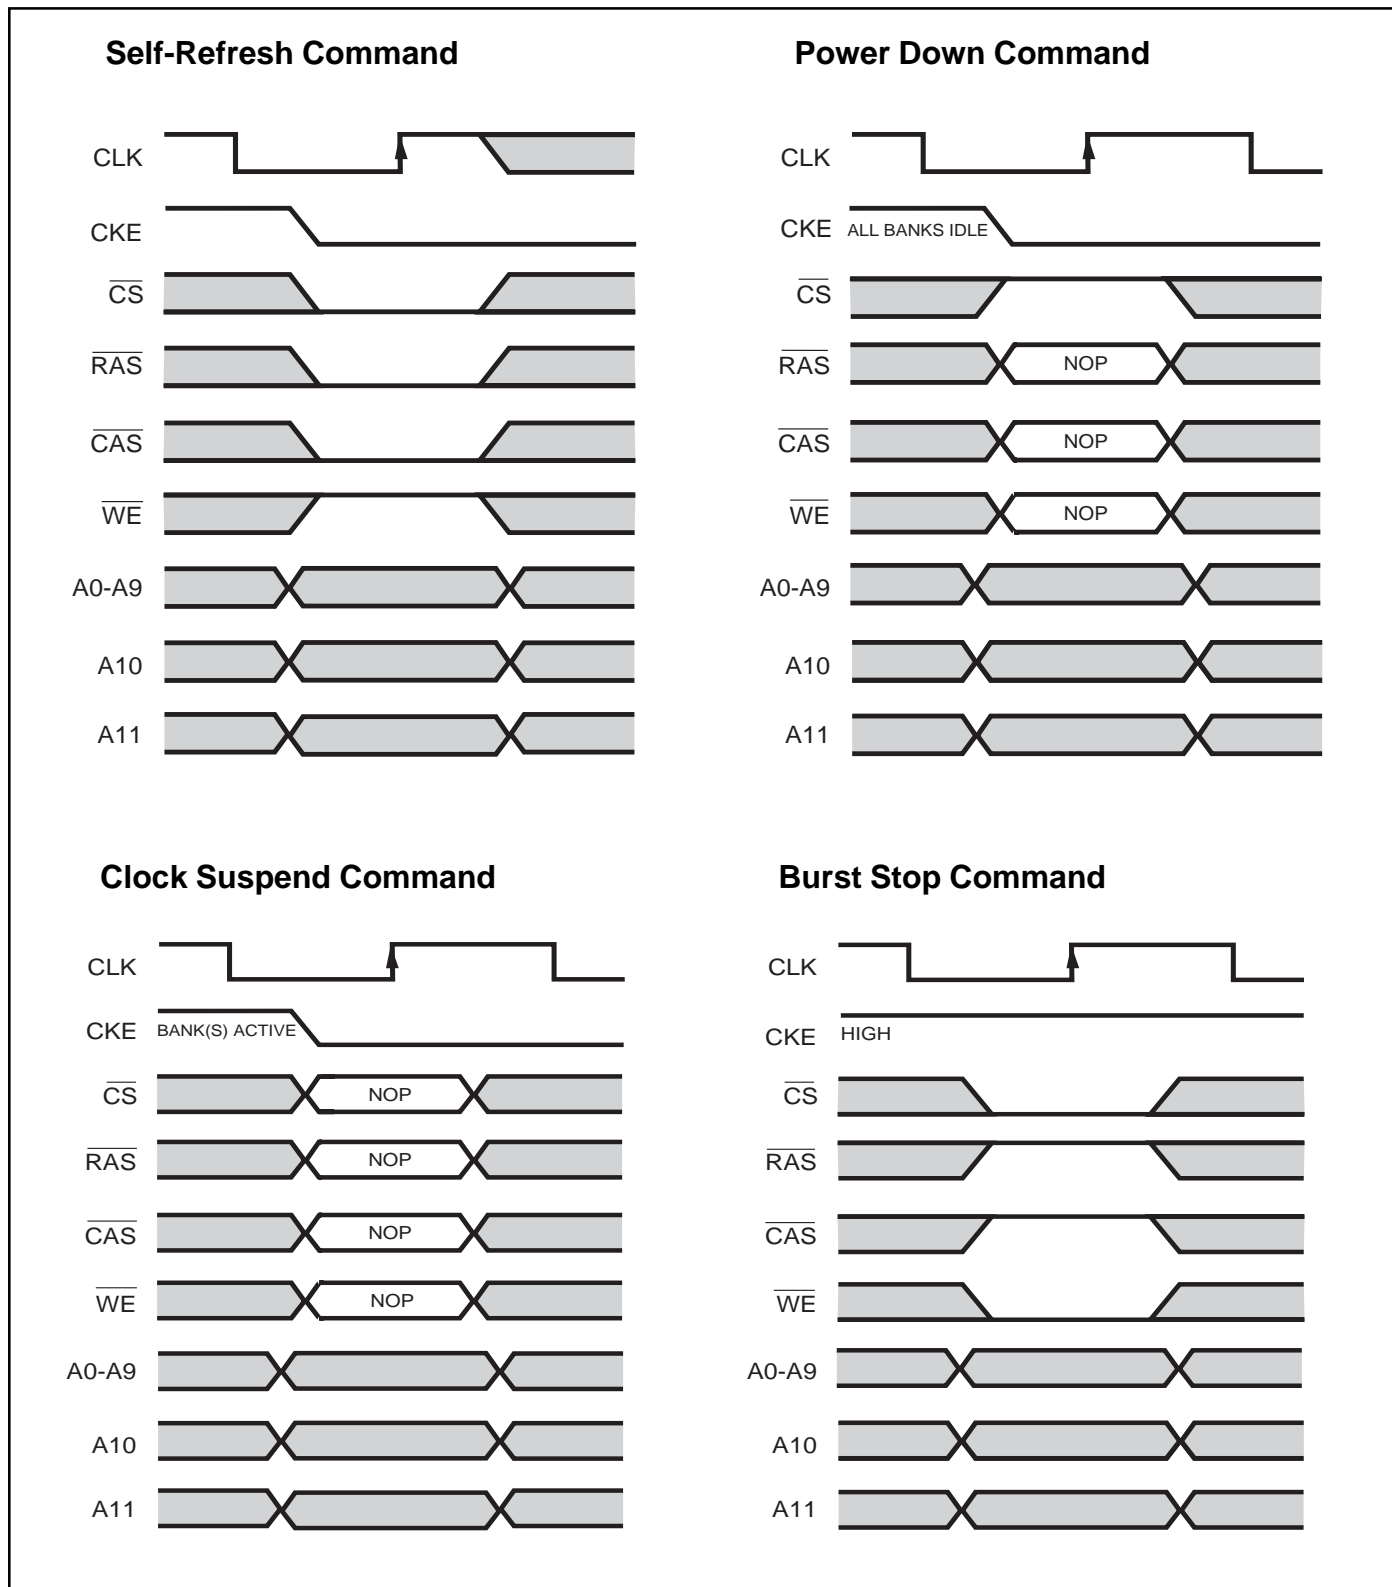 Self-Refresh Command
CLK
CKE
CS
RAS
CAS
WE
A0-A9
A10
A11
Power Down Command
CLK
CKE ALL BANKS IDLE
CS
RAS NOP
CAS NOP
WE NOP
A0-A9
A10
A11
Clock Suspend Command
CLK
CKE BANK(S) ACTIVE
CS NOP
RAS NOP
CAS NOP
WE NOP
A0-A9
A10
A11
Burst Stop Command
CLK
CKE HIGH
CS
RAS
CAS
WE
A0-A9
A10
A11